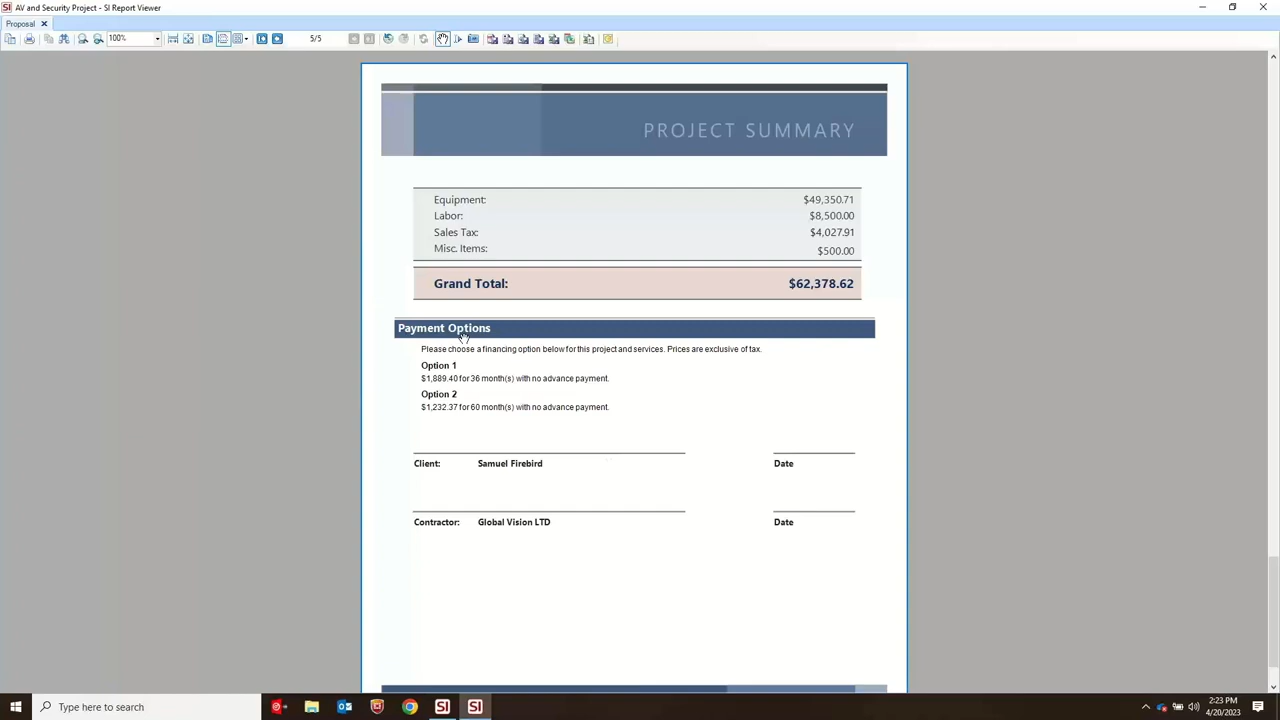 AV and Security Project - SI Report Viewer
Proposal
100%
5/5
PROJECT SUMMARY
Equipment: $49,350.71
Labor: $8,500.00
Sales Tax: $4,027.91
Misc. Items: $500.00
Grand Total: $62,378.62
Payment Options
Please choose a financing option below for this project and services. Prices are exclusive of tax.
Option 1
$1,889.40 for 36 month(s) with no advance payment.
Option 2
$1,232.37 for 60 month(s) with no advance payment.
Client: Samuel Firebird Date
Contractor: Global Vision LTD Date
Type here to search
2:23 PM
4/20/2023